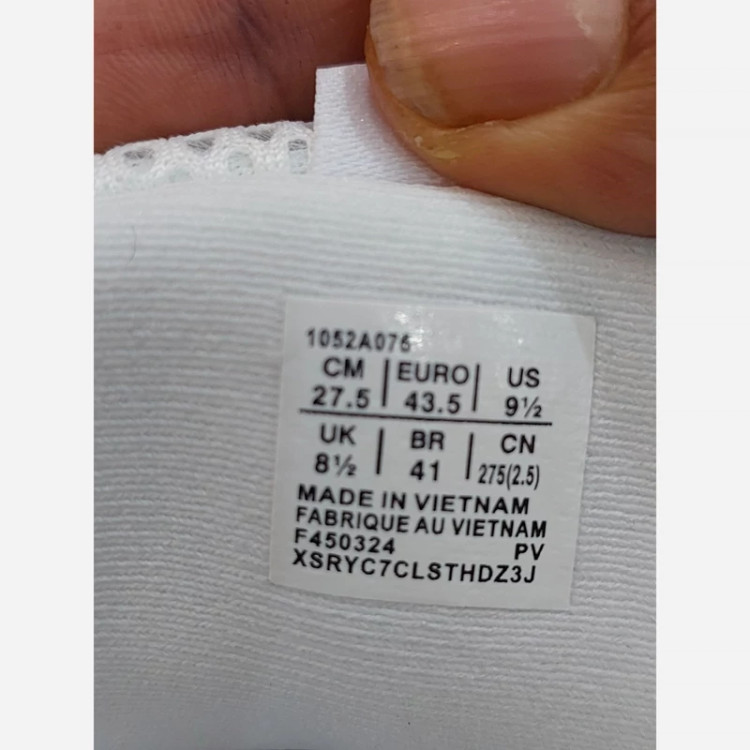 1052A076
CM | EURO | US
27.5 | 43.5 | 9½
UK | BR | CN
8½ | 41 | 275(2.5)
MADE IN VIETNAM
FABRIQUE AU VIETNAM
F450324 PV
XSRYC7CLSTHDZ3J